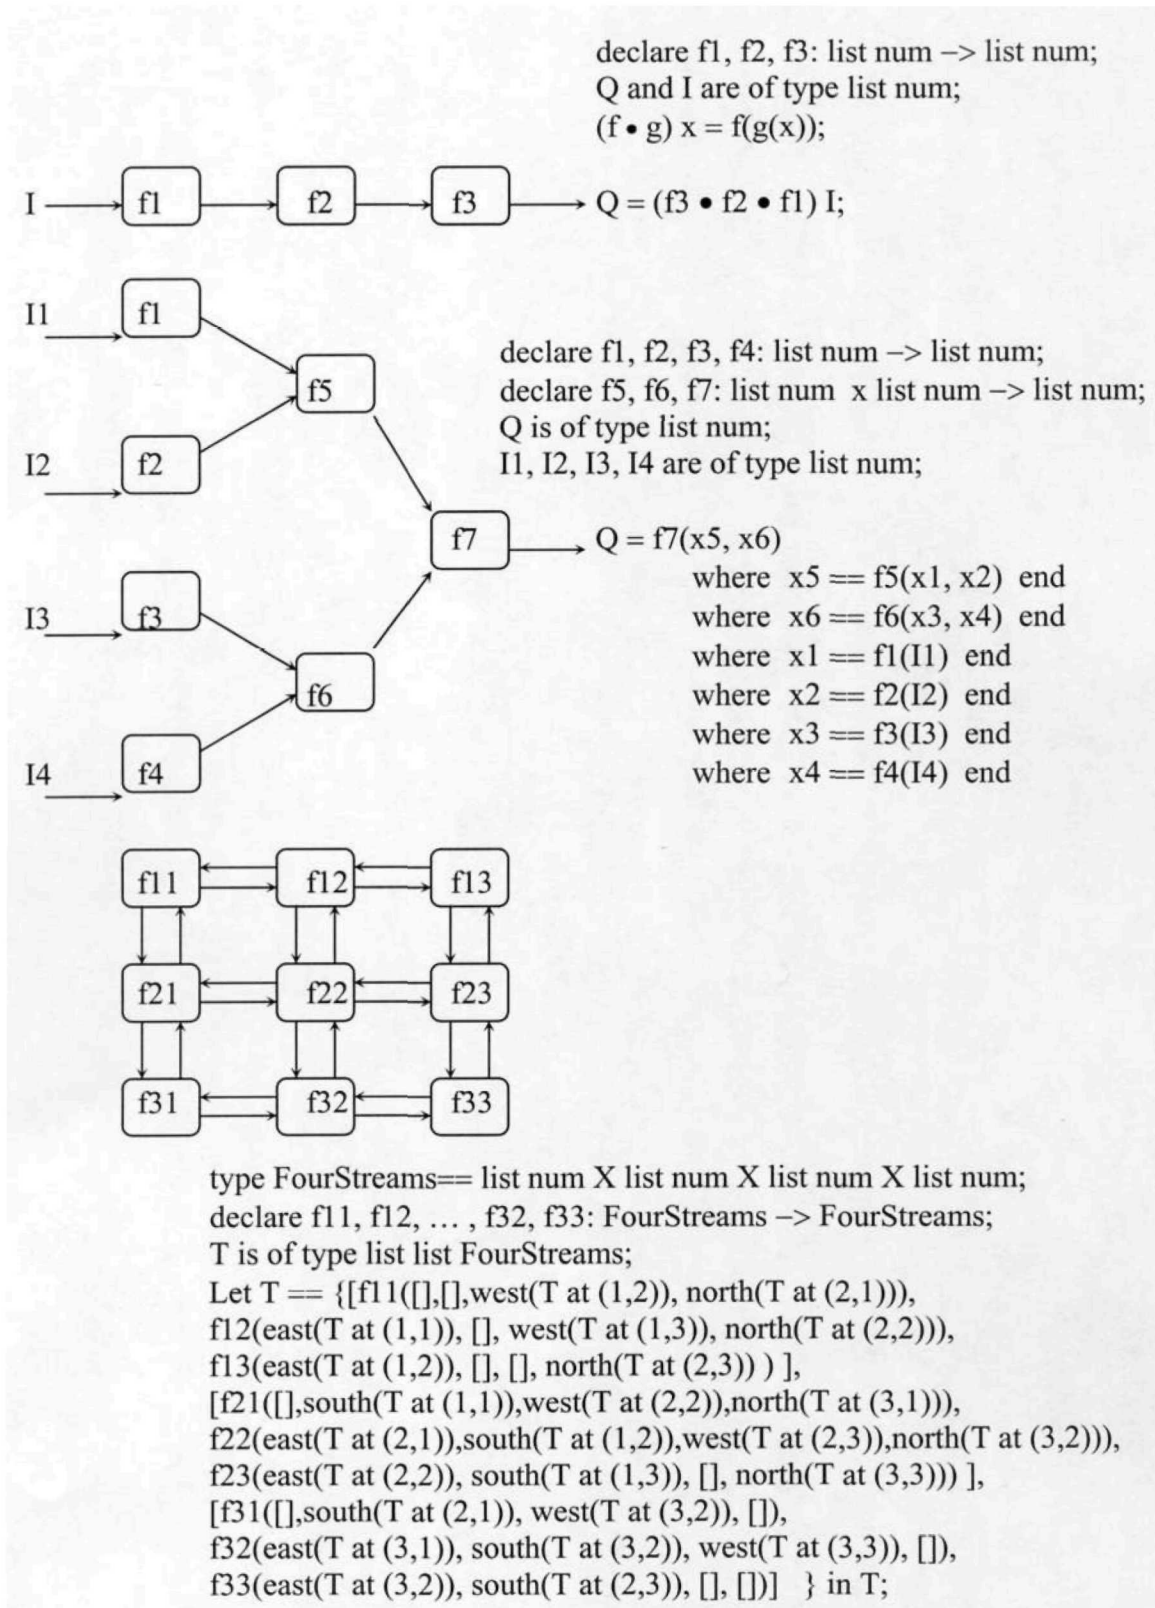 declare f1, f2, f3: list num –> list num;
Q and I are of type list num;
(f • g) x = f(g(x));
I f1 f2 f3 Q = (f3 • f2 • f1) I;
I1 f1
declare f1, f2, f3, f4: list num –> list num;
f5 declare f5, f6, f7: list num x list num –> list num;
Q is of type list num;
I2 f2 I1, I2, I3, I4 are of type list num;
f7 Q = f7(x5, x6)
where x5 == f5(x1, x2) end
I3 f3 where x6 == f6(x3, x4) end
where x1 == f1(I1) end
f6 where x2 == f2(I2) end
where x3 == f3(I3) end
I4 f4 where x4 == f4(I4) end
f11 f12 f13
f21 f22 f23
f31 f32 f33
type FourStreams== list num X list num X list num X list num;
declare f11, f12, … , f32, f33: FourStreams –> FourStreams;
T is of type list list FourStreams;
Let T == {[f11([],[],west(T at (1,2)), north(T at (2,1))),
f12(east(T at (1,1)), [], west(T at (1,3)), north(T at (2,2))),
f13(east(T at (1,2)), [], [], north(T at (2,3)) ) ],
[f21([],south(T at (1,1)),west(T at (2,2)),north(T at (3,1))),
f22(east(T at (2,1)),south(T at (1,2)),west(T at (2,3)),north(T at (3,2))),
f23(east(T at (2,2)), south(T at (1,3)), [], north(T at (3,3))) ],
[f31([],south(T at (2,1)), west(T at (3,2)), []),
f32(east(T at (3,1)), south(T at (3,2)), west(T at (3,3)), []),
f33(east(T at (3,2)), south(T at (2,3)), [], [])] } in T;